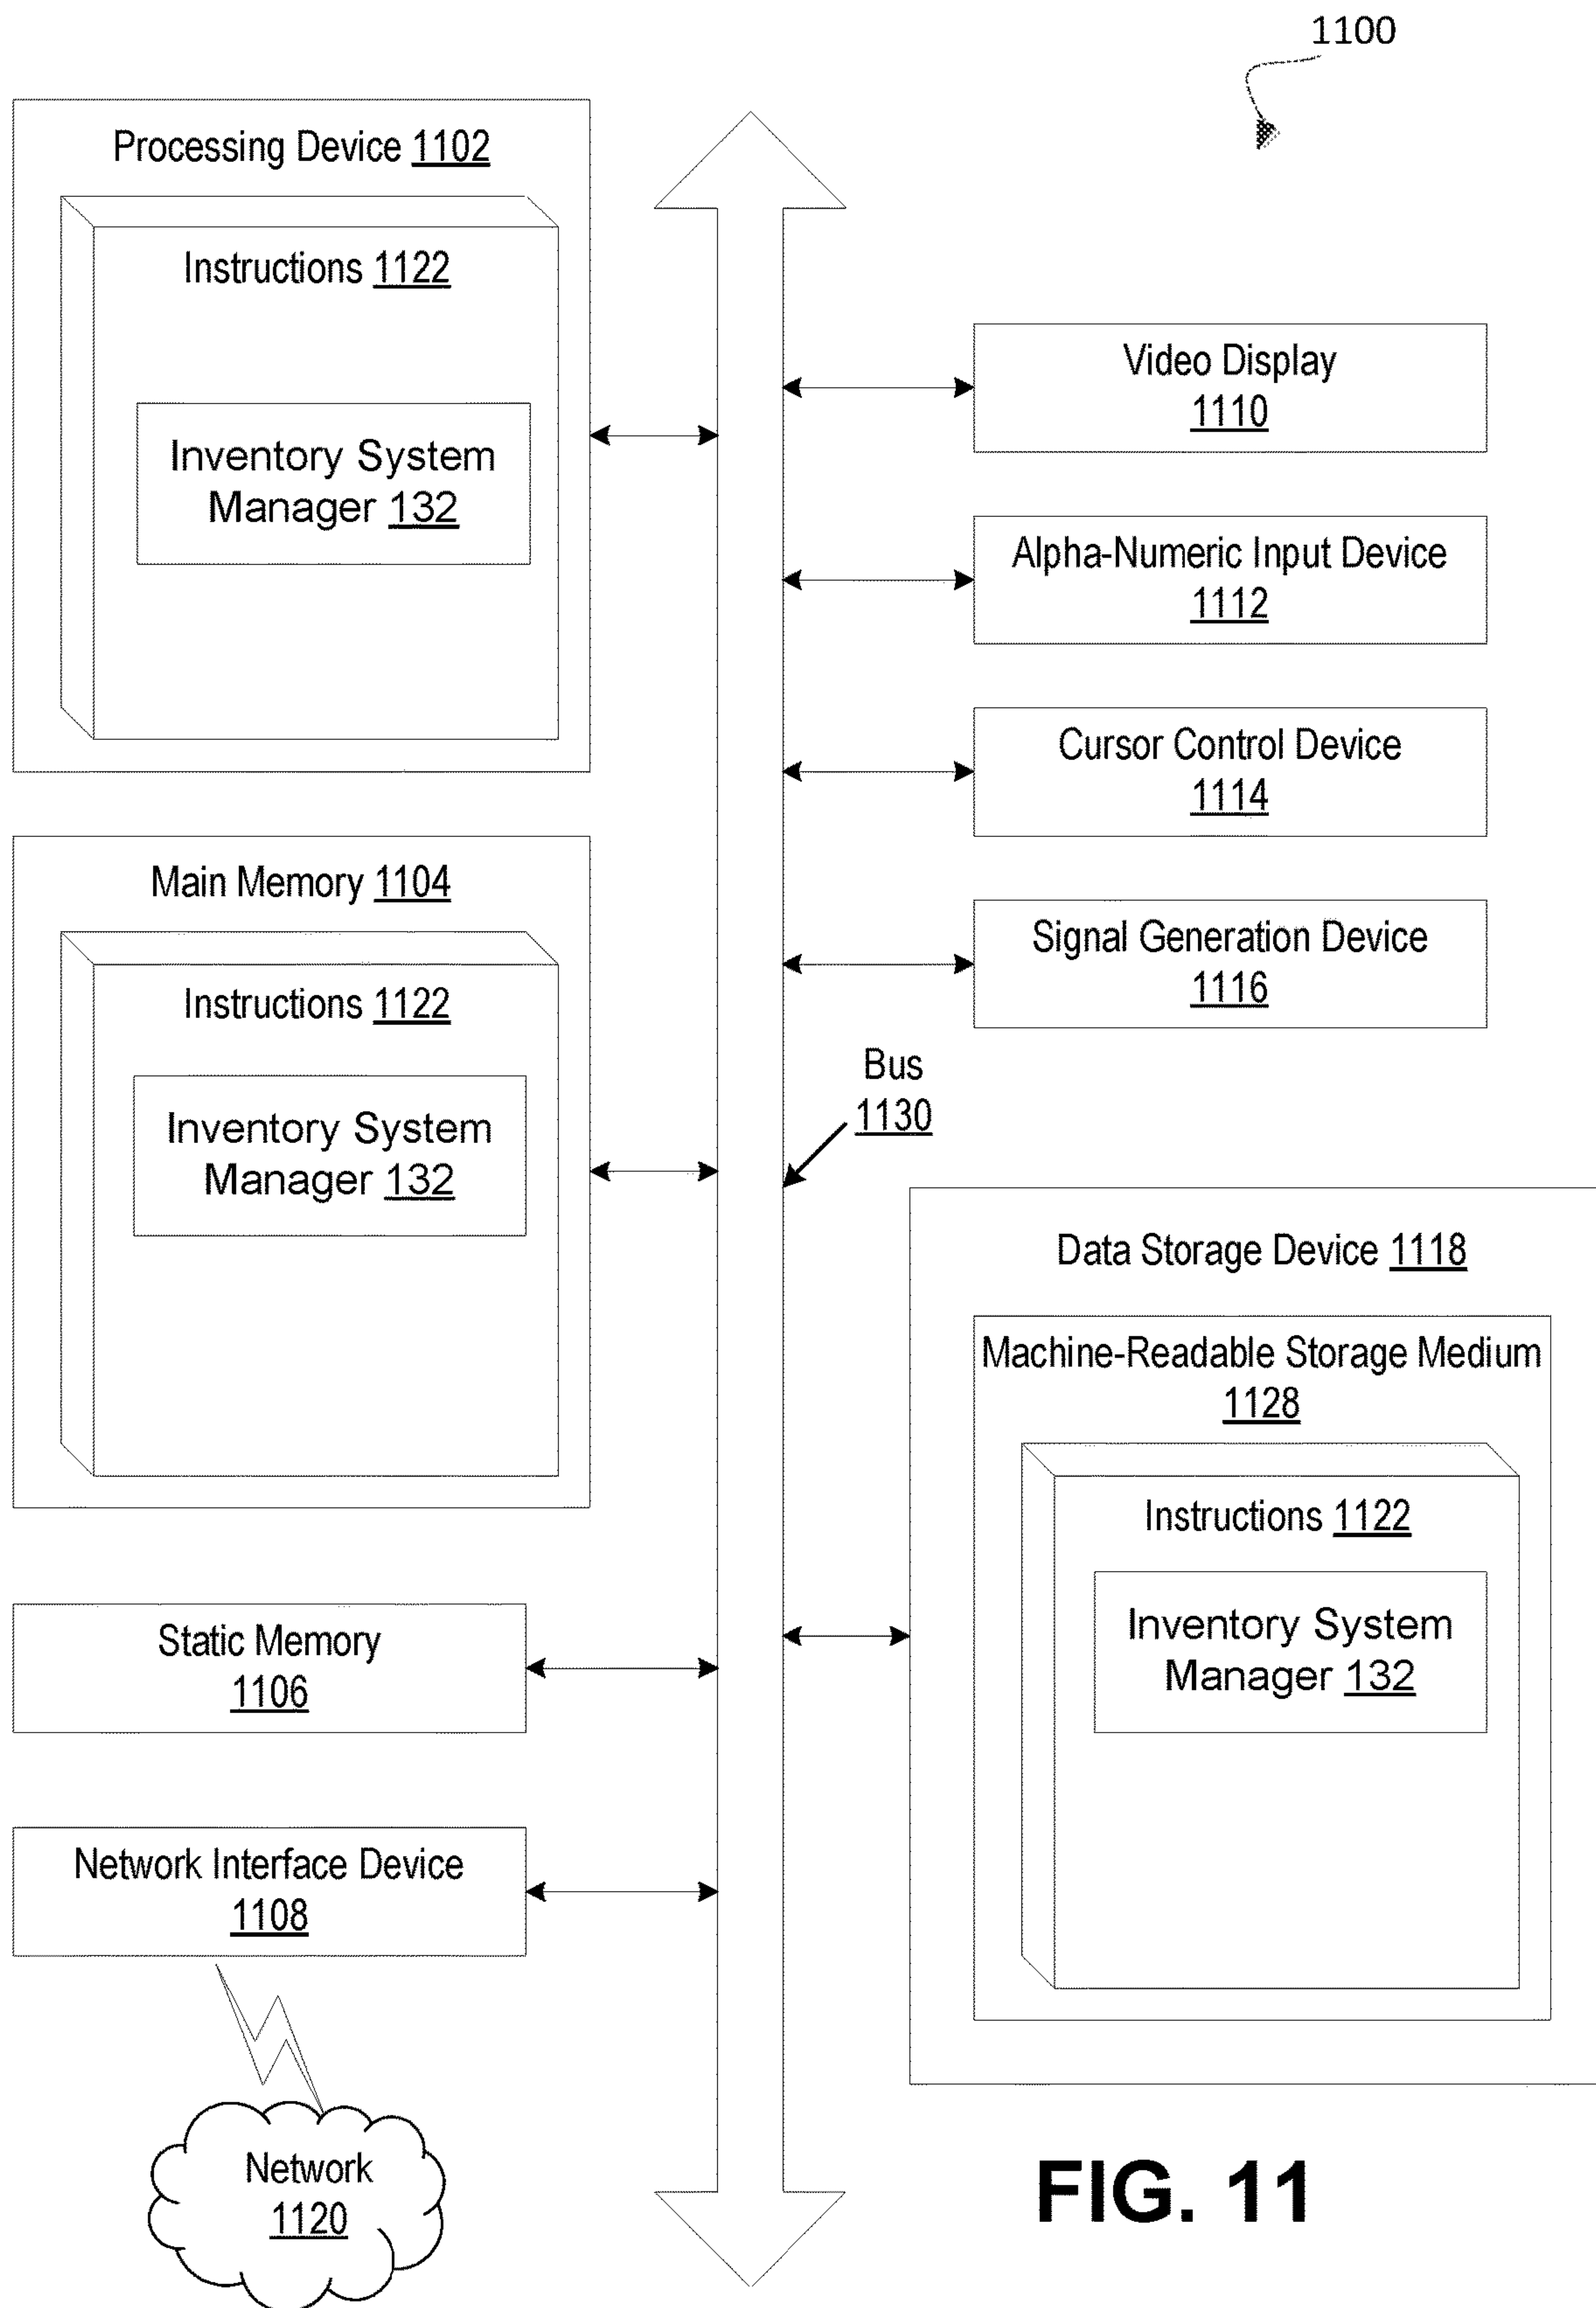 1100
Processing Device 1102
Instructions 1122
Inventory System
Manager 132
Main Memory 1104
Instructions 1122
Inventory System
Manager 132
Static Memory
1106
Network Interface Device
1108
Network
1120
Video Display
1110
Alpha-Numeric Input Device
1112
Cursor Control Device
1114
Signal Generation Device
1116
Bus
1130
Data Storage Device 1118
Machine-Readable Storage Medium
1128
Instructions 1122
Inventory System
Manager 132
FIG. 11